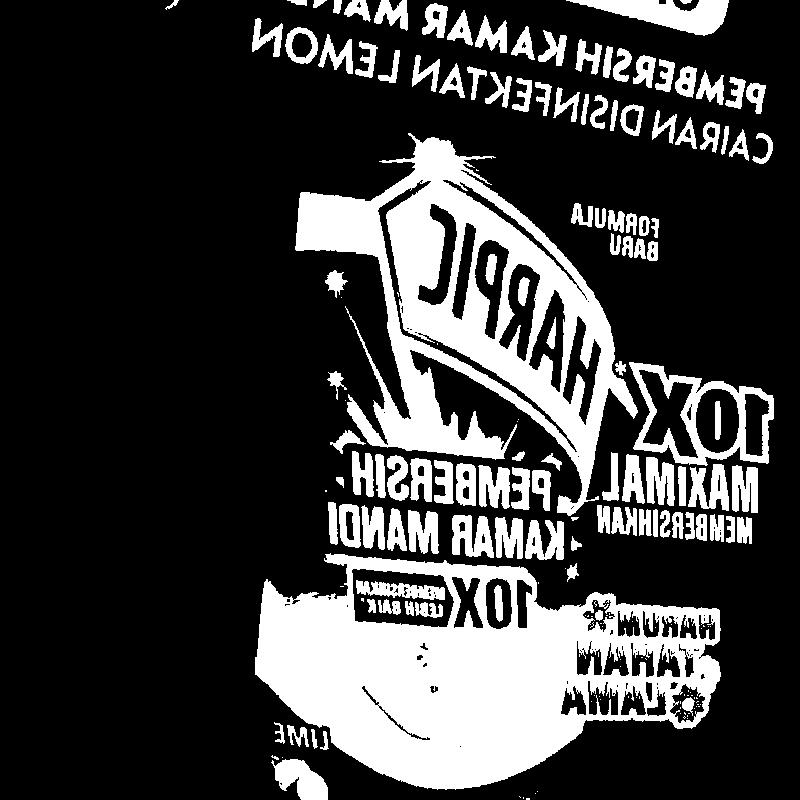 PEMBERSIH KAMAR MAN
CAIRAN DISINFEKTAN LEMON
FORMULA
BARU
HARPIC
10X*
MAXIMAL
MEMBERSIHKAN
PEMBERSIH
KAMAR MANDI
10X MEMBERSIHKAN
LEBIH BAIK*
HARUM
TAHAN
LAMA
LIME